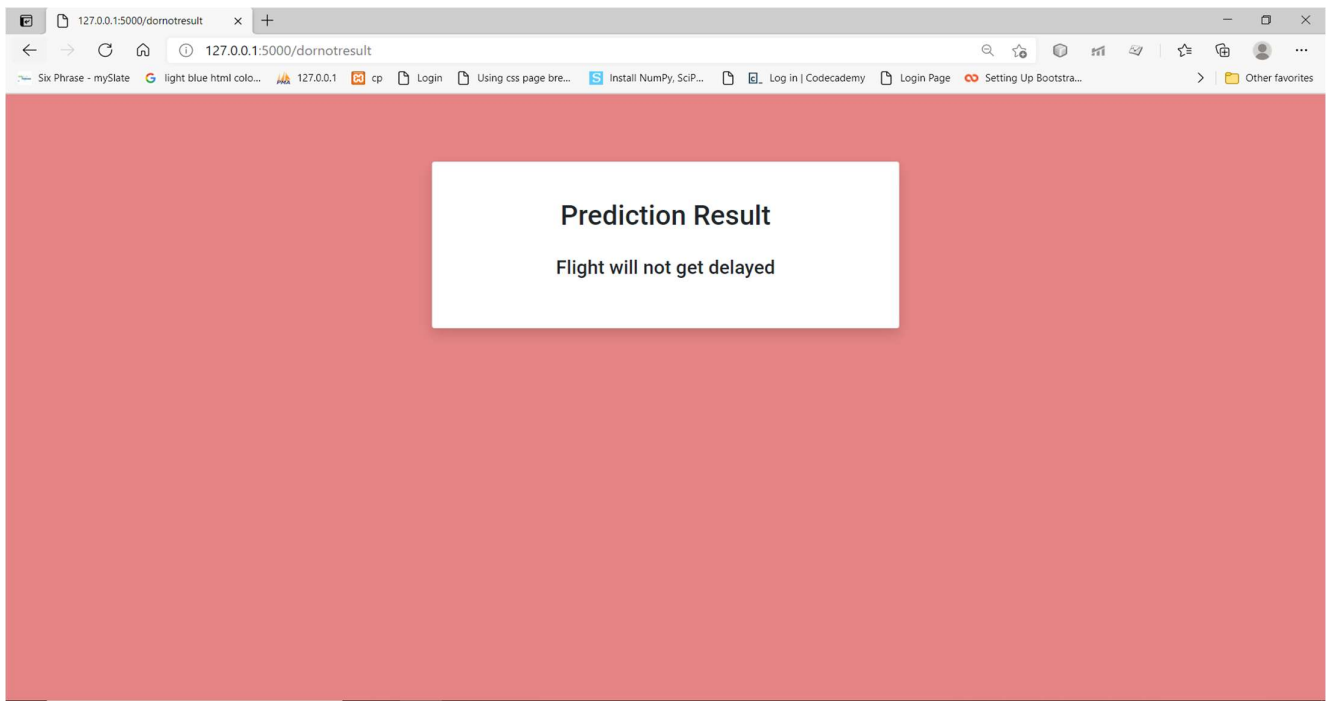 127.0.0.1:5000/dornotresult
127.0.0.1:5000/dornotresult
Six Phrase - mySlate G light blue html colo... PMA 127.0.0.1 cp Login Using css page bre... S Install NumPy, SciP... c_ Log in | Codecademy Login Page Setting Up Bootstra... Other favorites
Prediction Result
Flight will not get delayed